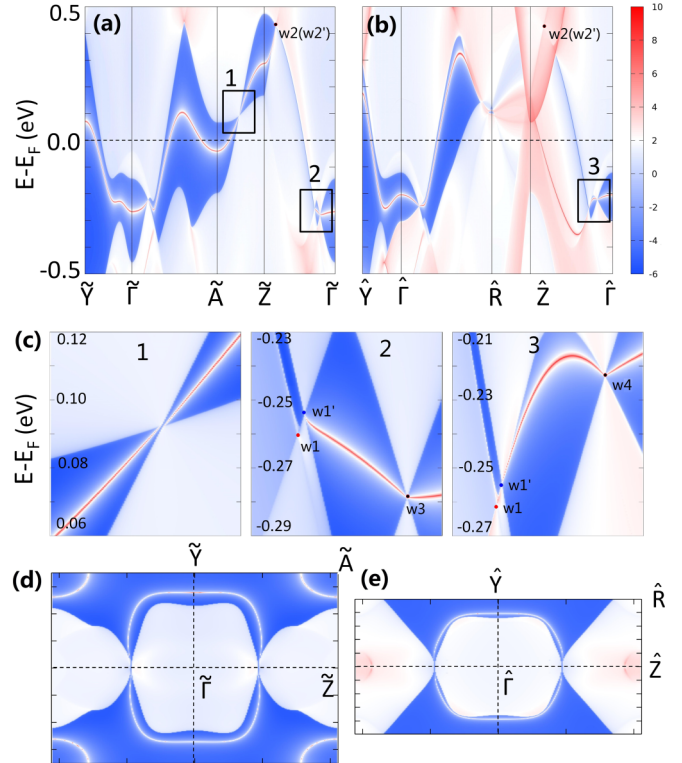 (a)
w2(w2')
1
2
E-E_F (eV)
0.5
0.0
-0.5
Ỹ Γ̃ Ã Z̃ Γ̃
(b)
w2(w2')
3
Ŷ Γ̂ R̂ Ẑ Γ̂
10
8
6
4
2
0
-2
-4
-6
(c)
E-E_F (eV)
0.12
1
0.10
0.08
0.06
-0.23
2
-0.25
w1'
w1
-0.27
w3
-0.29
-0.21
3
-0.23
w4
-0.25
w1'
w1
-0.27
(d)
Ỹ Ã
Γ̃ Z̃
(e)
Ŷ R̂
Γ̂ Ẑ